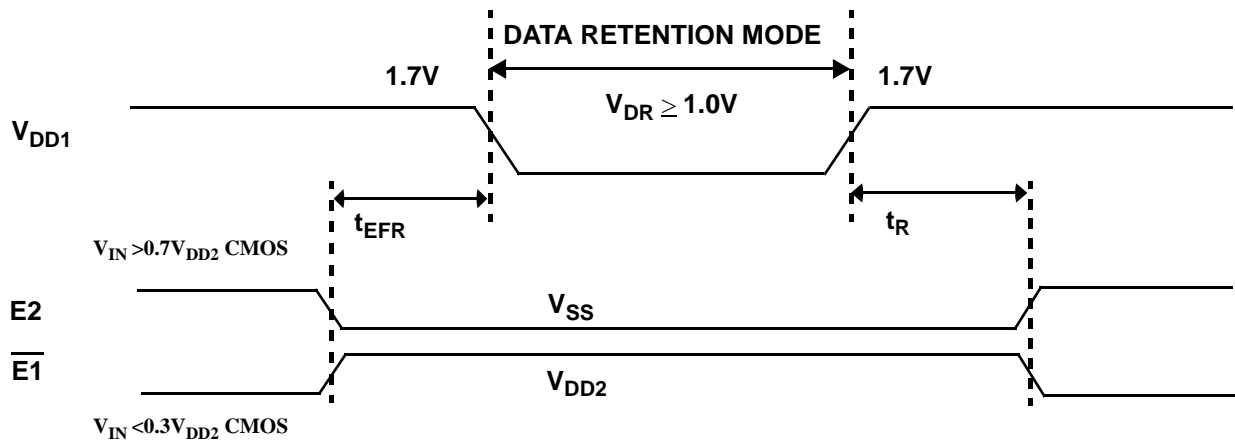 DATA RETENTION MODE
1.7V
1.7V
VDR ≥ 1.0V
VDD1
tEFR
tR
VIN >0.7VDD2 CMOS
E2
VSS
E1
VDD2
VIN <0.3VDD2 CMOS